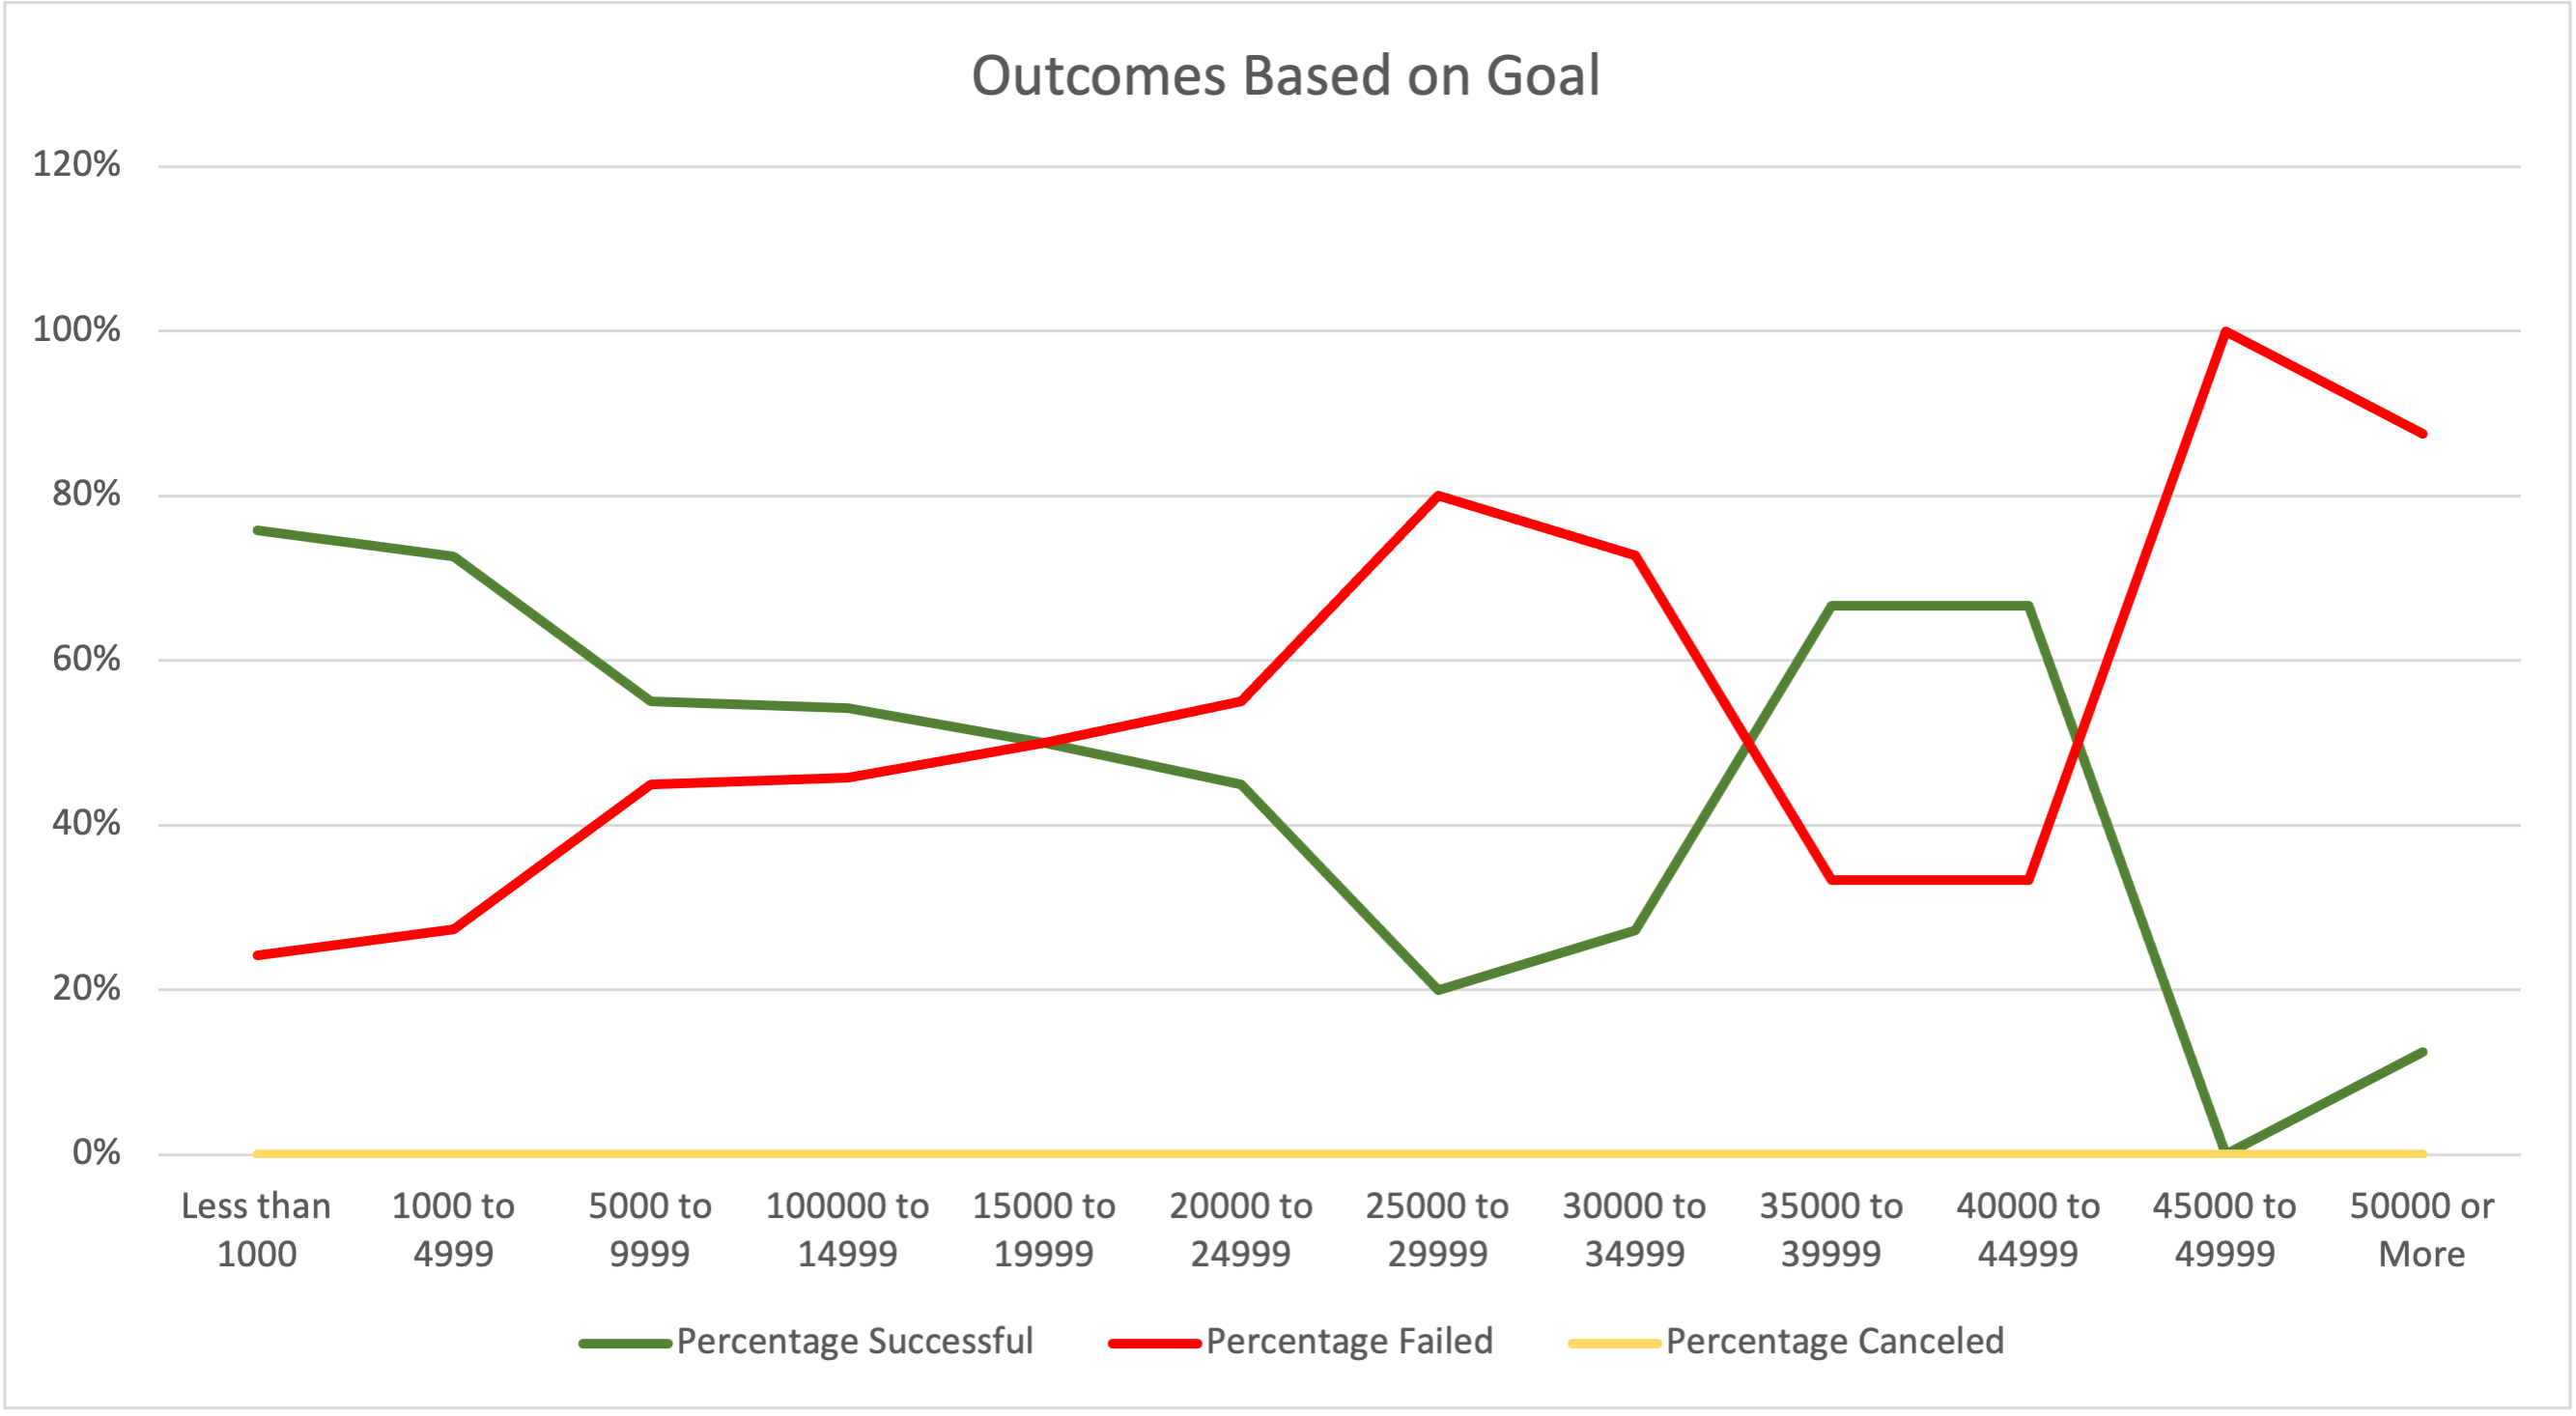 Outcomes Based on Goal
120%
100%
80%
60%
40%
20%
0%
Less than 1000
1000 to 4999
5000 to 9999
100000 to 14999
15000 to 19999
20000 to 24999
25000 to 29999
30000 to 34999
35000 to 39999
40000 to 44999
45000 to 49999
50000 or More
Percentage Successful
Percentage Failed
Percentage Canceled